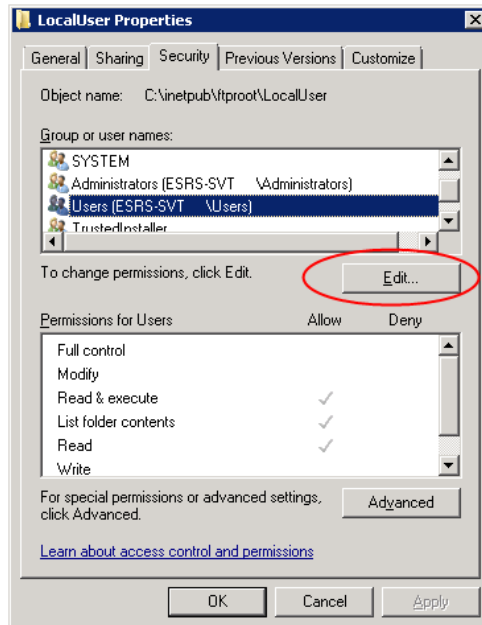 LocalUser Properties
General Sharing Security Previous Versions Customize
Object name: C:\inetpub\ftproot\LocalUser
Group or user names:
SYSTEM
Administrators (ESRS-SVT \Administrators)
Users (ESRS-SVT \Users)
TrustedInstaller
To change permissions, click Edit.
Edit...
Permissions for Users Allow Deny
Full control
Modify
Read & execute
List folder contents
Read
Write
For special permissions or advanced settings,
click Advanced.
Advanced
Learn about access control and permissions
OK Cancel Apply